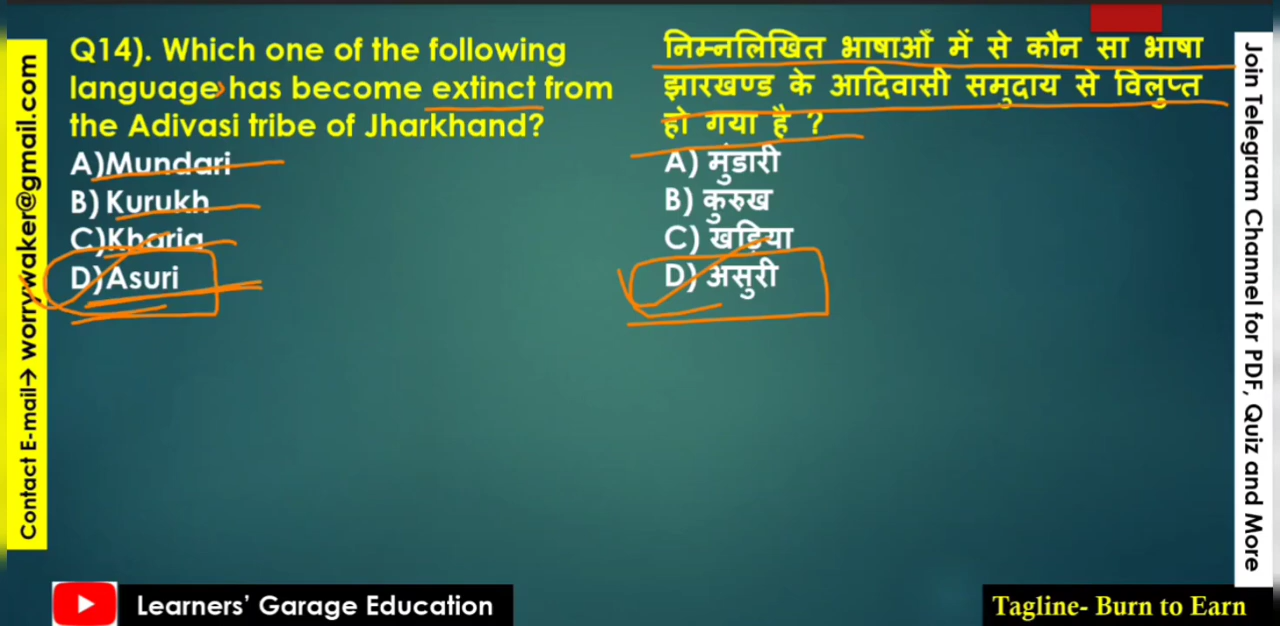 Q14). Which one of the following
language has become extinct from
the Adivasi tribe of Jharkhand?
A)Mundari
B) Kurukh
C)Kharia
D)Asuri
निम्नलिखित भाषाओं में से कौन सा भाषा
झारखण्ड के आदिवासी समुदाय से विलुप्त
हो गया है ?
A) मुंडारी
B) कुरुख
C) खड़िया
D) असुरी
Contact E-mail→ worrywaker@gmail.com
Join Telegram Channel for PDF, Quiz and More
Learners’ Garage Education
Tagline- Burn to Earn